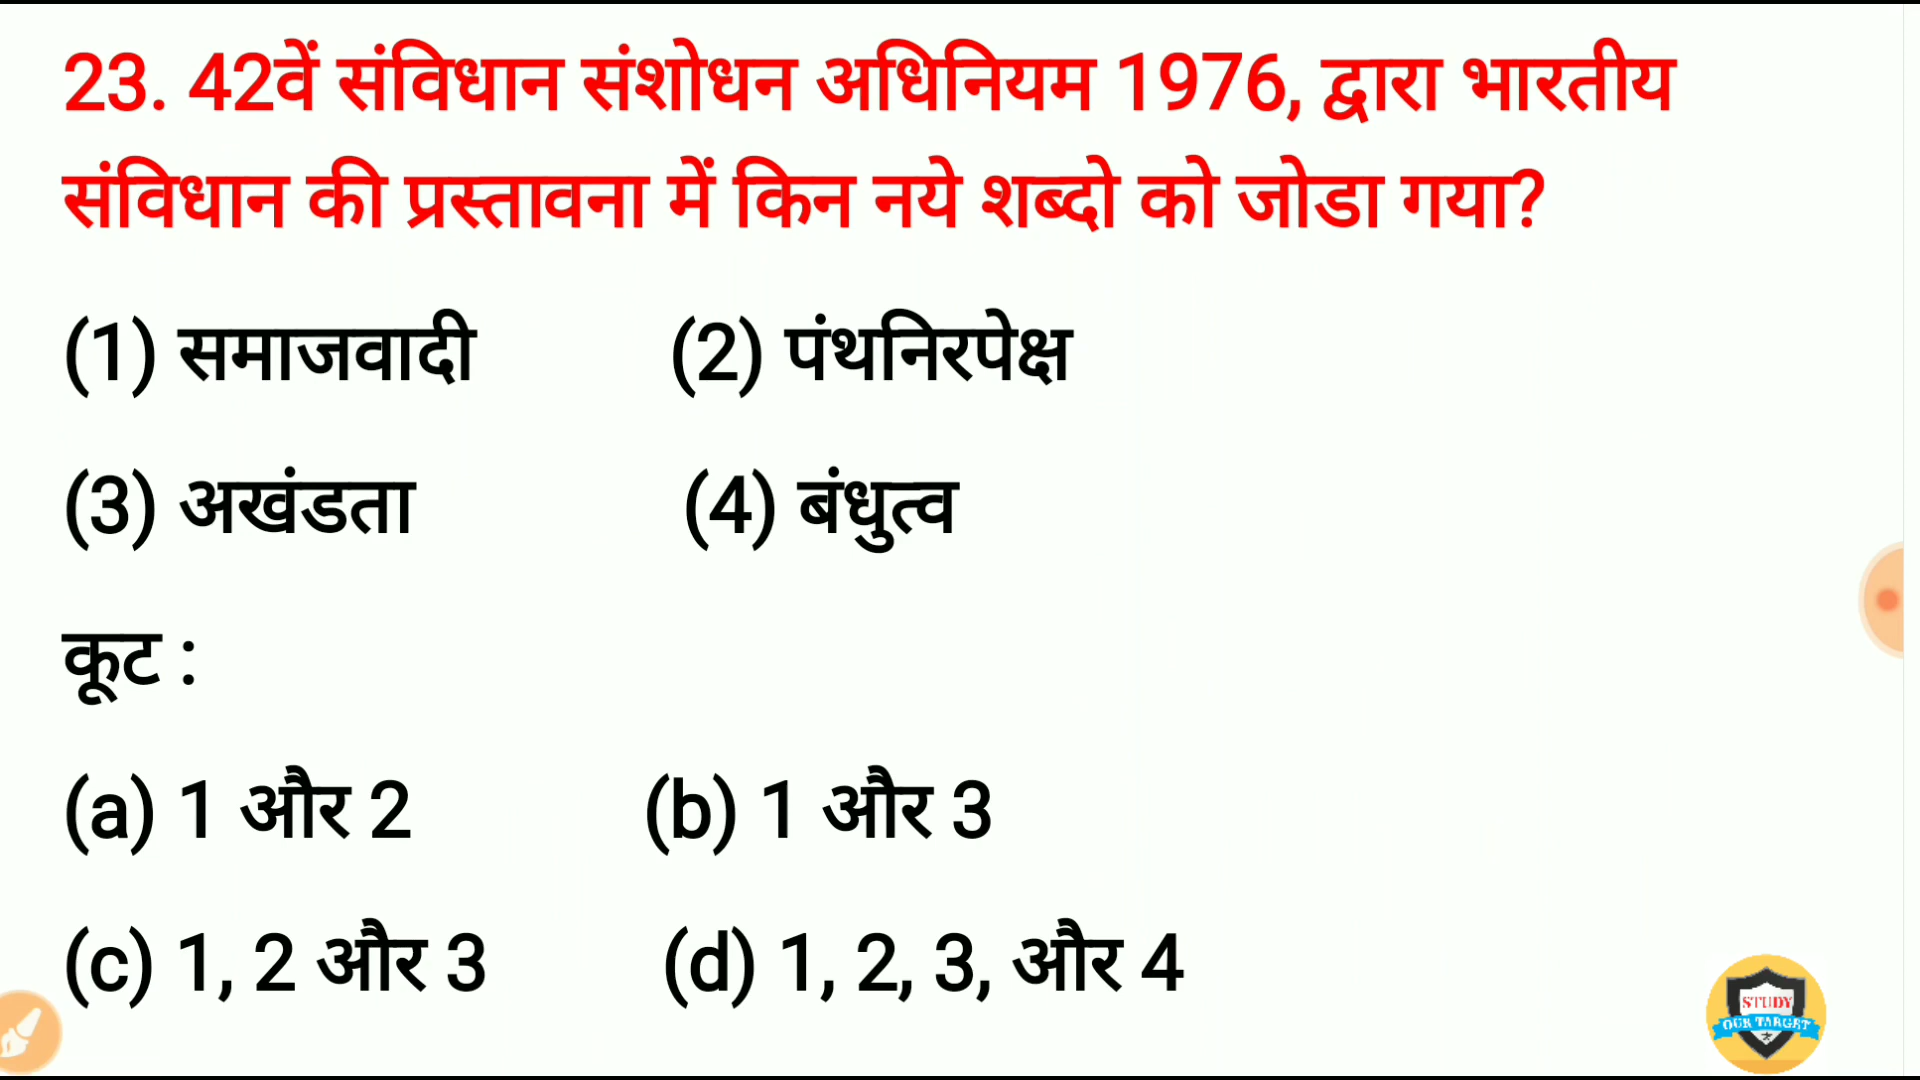 23. 42वें संविधान संशोधन अधिनियम 1976, द्वारा भारतीय
संविधान की प्रस्तावना में किन नये शब्दो को जोडा गया?
(1) समाजवादी (2) पंथनिरपेक्ष
(3) अखंडता (4) बंधुत्व
कूट :
(a) 1 और 2 (b) 1 और 3
(c) 1, 2 और 3 (d) 1, 2, 3, और 4
STUDY
OUR TARGET